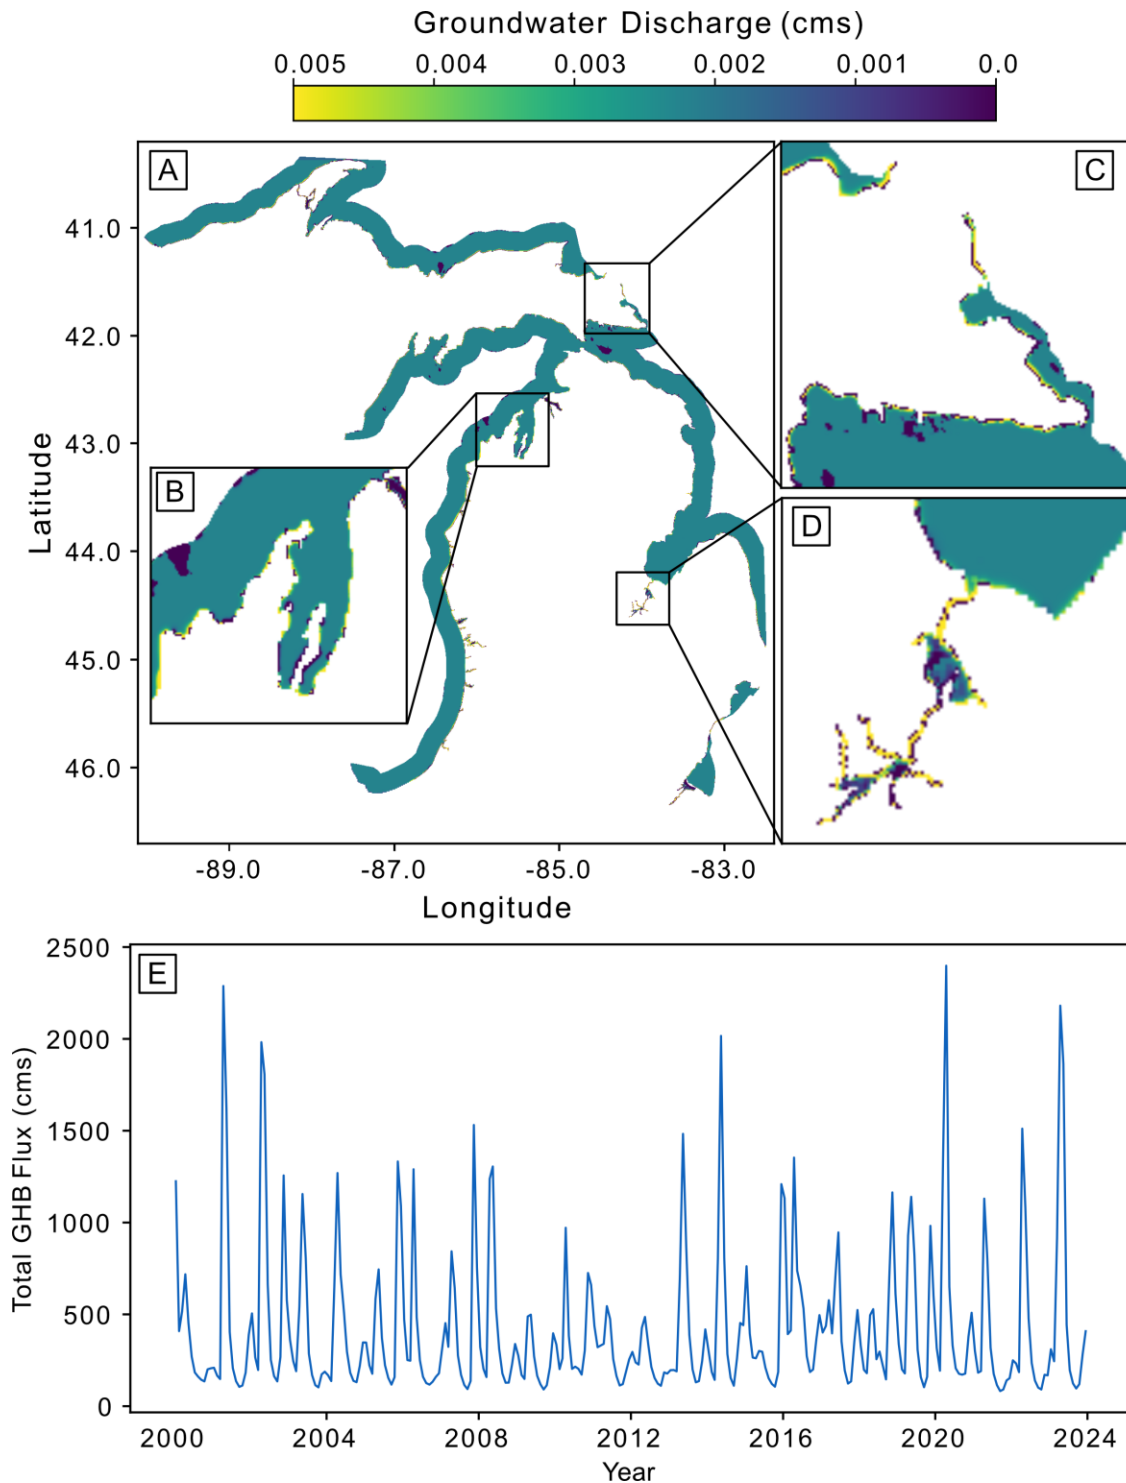 Groundwater Discharge (cms)
0.005 0.004 0.003 0.002 0.001 0.0
A
C
41.0
42.0
43.0
44.0
45.0
46.0
Latitude
B
D
-89.0 -87.0 -85.0 -83.0
Longitude
E
2500
2000
1500
1000
500
0
Total GHB Flux (cms)
2000 2004 2008 2012 2016 2020 2024
Year